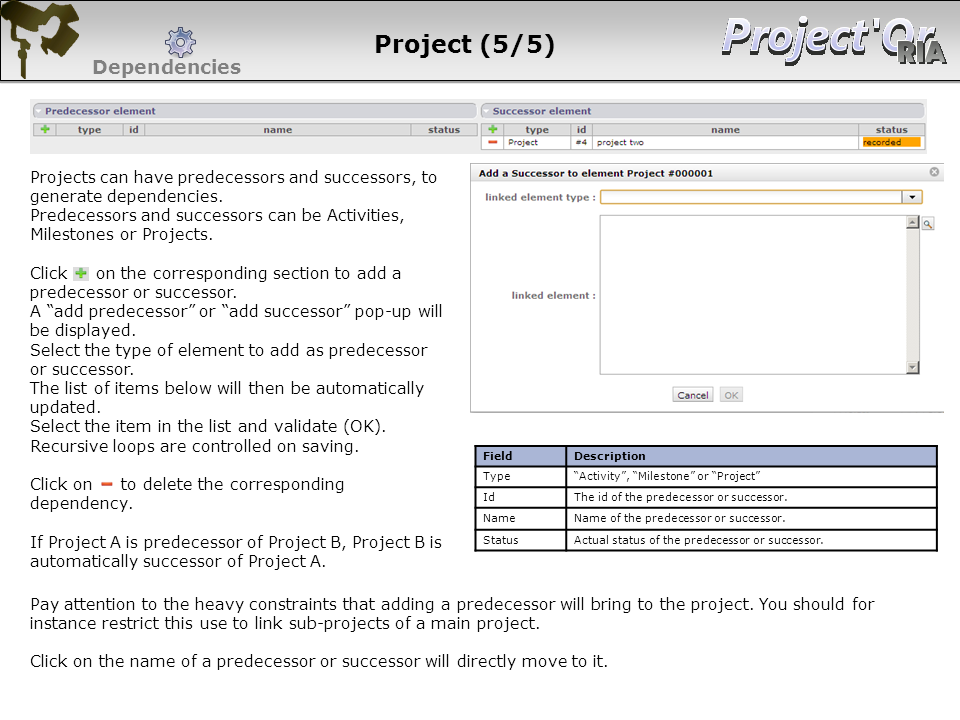 Dependencies
Project (5/5)
Project'Or
RIA
Predecessor element
Successor element
type id name status
type id name status
Project #4 project two recorded
Projects can have predecessors and successors, to
generate dependencies.
Predecessors and successors can be Activities,
Milestones or Projects.
Click on the corresponding section to add a
predecessor or successor.
A “add predecessor” or “add successor” pop-up will
be displayed.
Select the type of element to add as predecessor
or successor.
The list of items below will then be automatically
updated.
Select the item in the list and validate (OK).
Recursive loops are controlled on saving.
Click on to delete the corresponding
dependency.
If Project A is predecessor of Project B, Project B is
automatically successor of Project A.
Add a Successor to element Project #000001
linked element type :
linked element :
Cancel OK
Field Description
Type “Activity”, “Milestone” or “Project”
Id The id of the predecessor or successor.
Name Name of the predecessor or successor.
Status Actual status of the predecessor or successor.
Pay attention to the heavy constraints that adding a predecessor will bring to the project. You should for
instance restrict this use to link sub-projects of a main project.
Click on the name of a predecessor or successor will directly move to it.